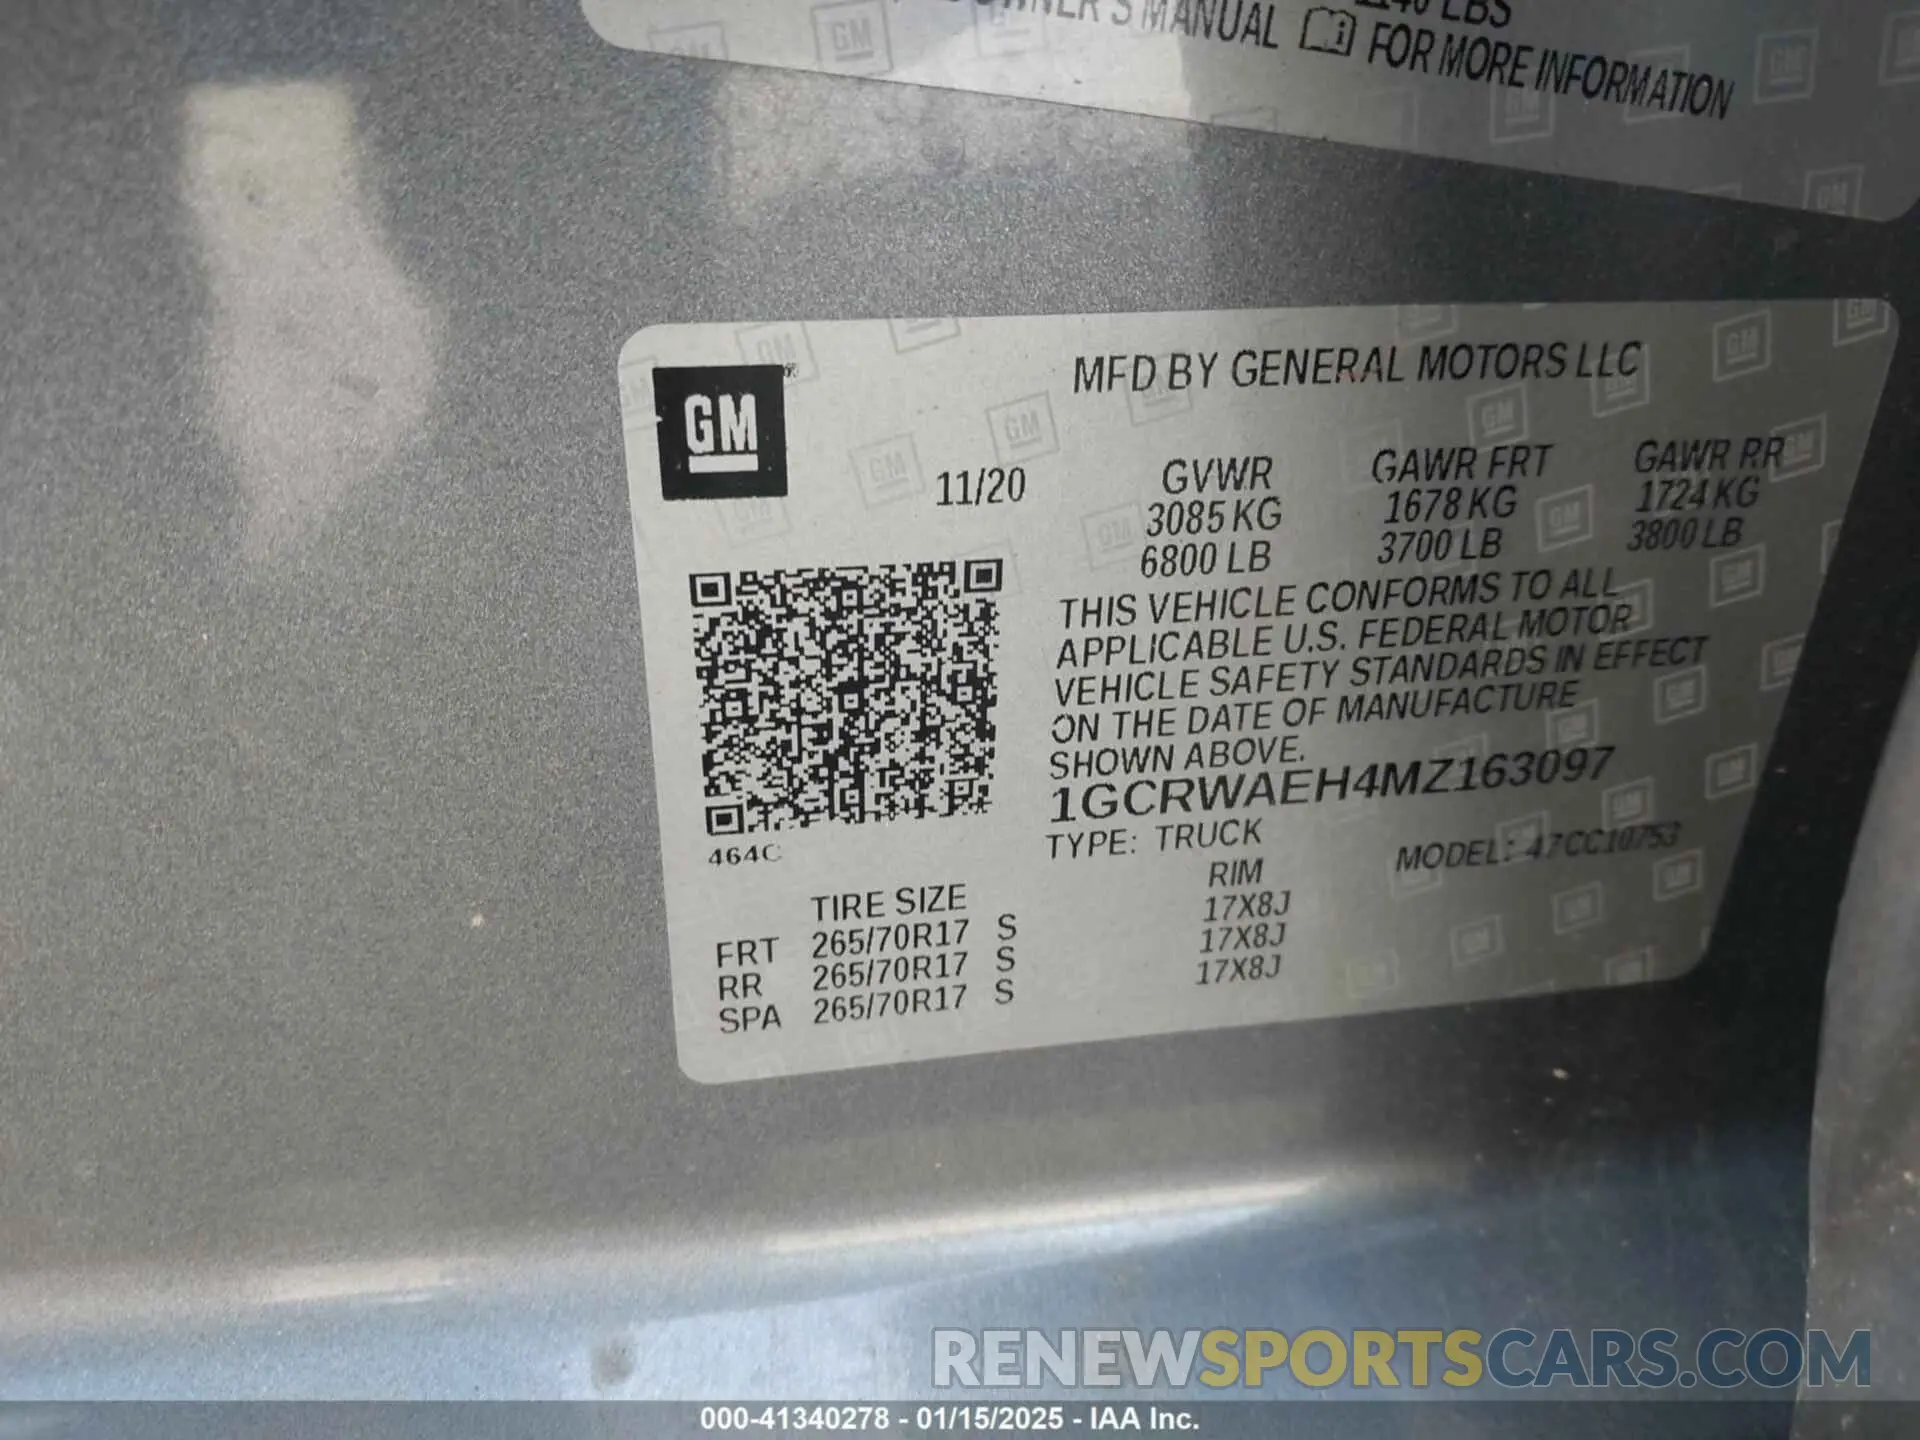 LBS
MANUAL FOR MORE INFORMATION
GM
MFD BY GENERAL MOTORS LLC
11/20
GVWR GAWR FRT GAWR RR
3085 KG 1678 KG 1724 KG
6800 LB 3700 LB 3800 LB
THIS VEHICLE CONFORMS TO ALL
APPLICABLE U.S. FEDERAL MOTOR
VEHICLE SAFETY STANDARDS IN EFFECT
ON THE DATE OF MANUFACTURE
SHOWN ABOVE.
1GCRWAEH4MZ163097
TYPE: TRUCK MODEL: 47CC10753
464C
TIRE SIZE RIM
FRT 265/70R17 S 17X8J
RR 265/70R17 S 17X8J
SPA 265/70R17 S 17X8J
RENEWSPORTSCARS.COM
000-41340278 - 01/15/2025 - IAA Inc.